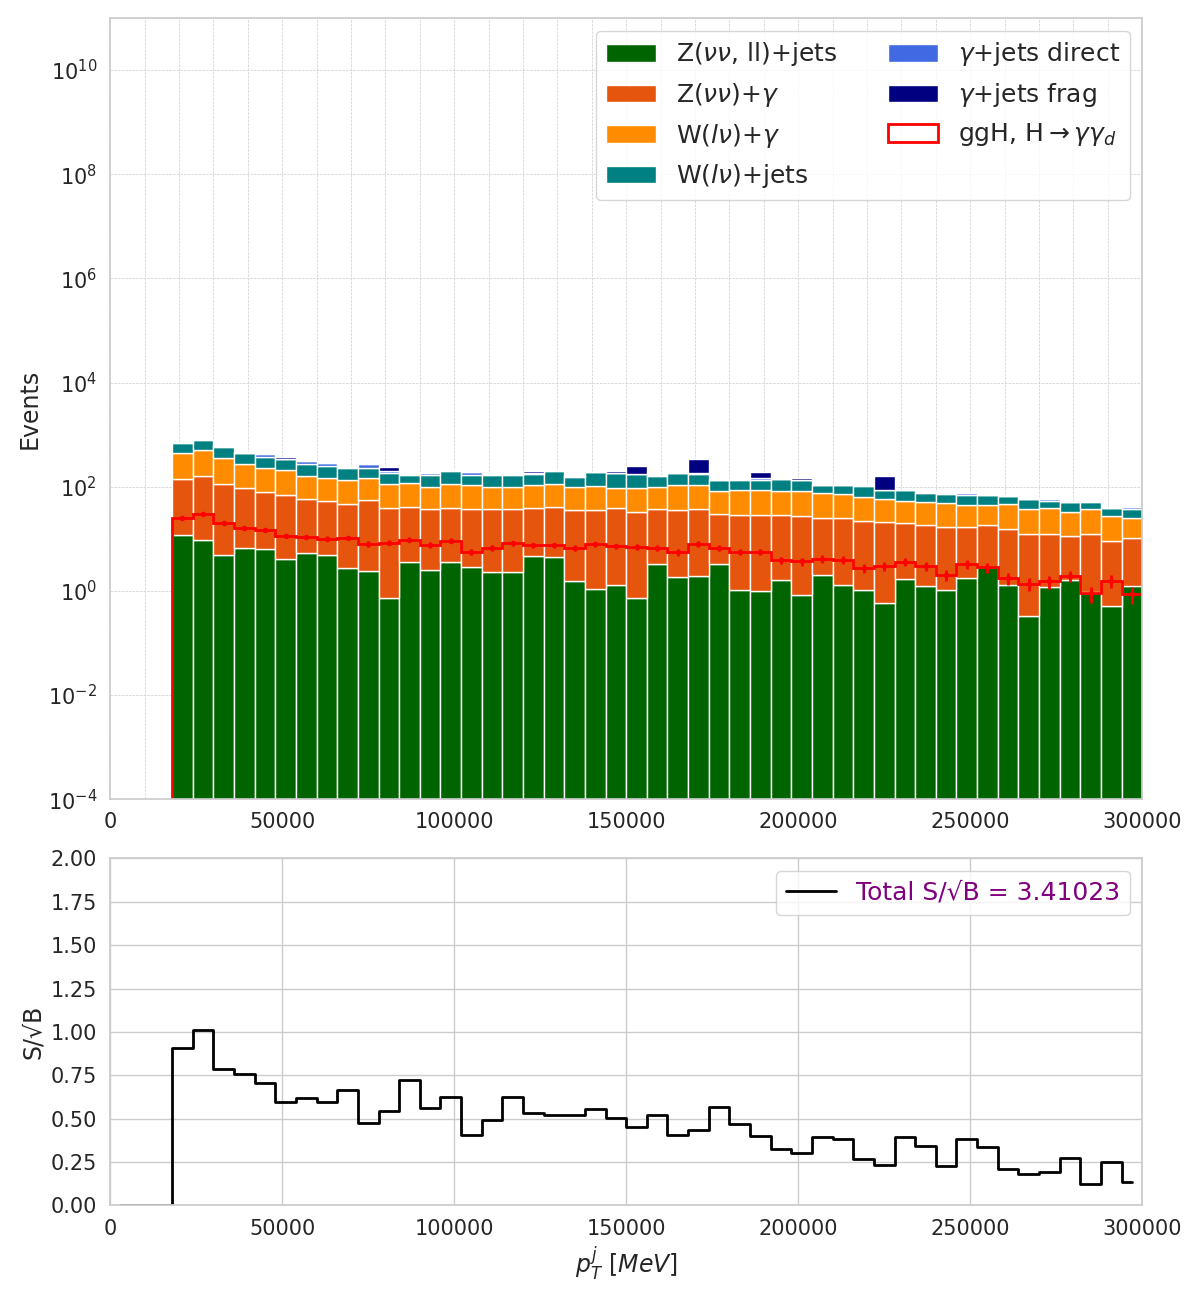 Z(νν, ll)+jets
Z(νν)+γ
W(lν)+γ
W(lν)+jets
γ+jets direct
γ+jets frag
ggH, H→γγ_d
Events
10^10
10^8
10^6
10^4
10^2
10^0
10^−2
10^−4
0 50000 100000 150000 200000 250000 300000
Total S/√B = 3.41023
S/√B
2.00
1.75
1.50
1.25
1.00
0.75
0.50
0.25
0.00
0 50000 100000 150000 200000 250000 300000
p_T^j [MeV]